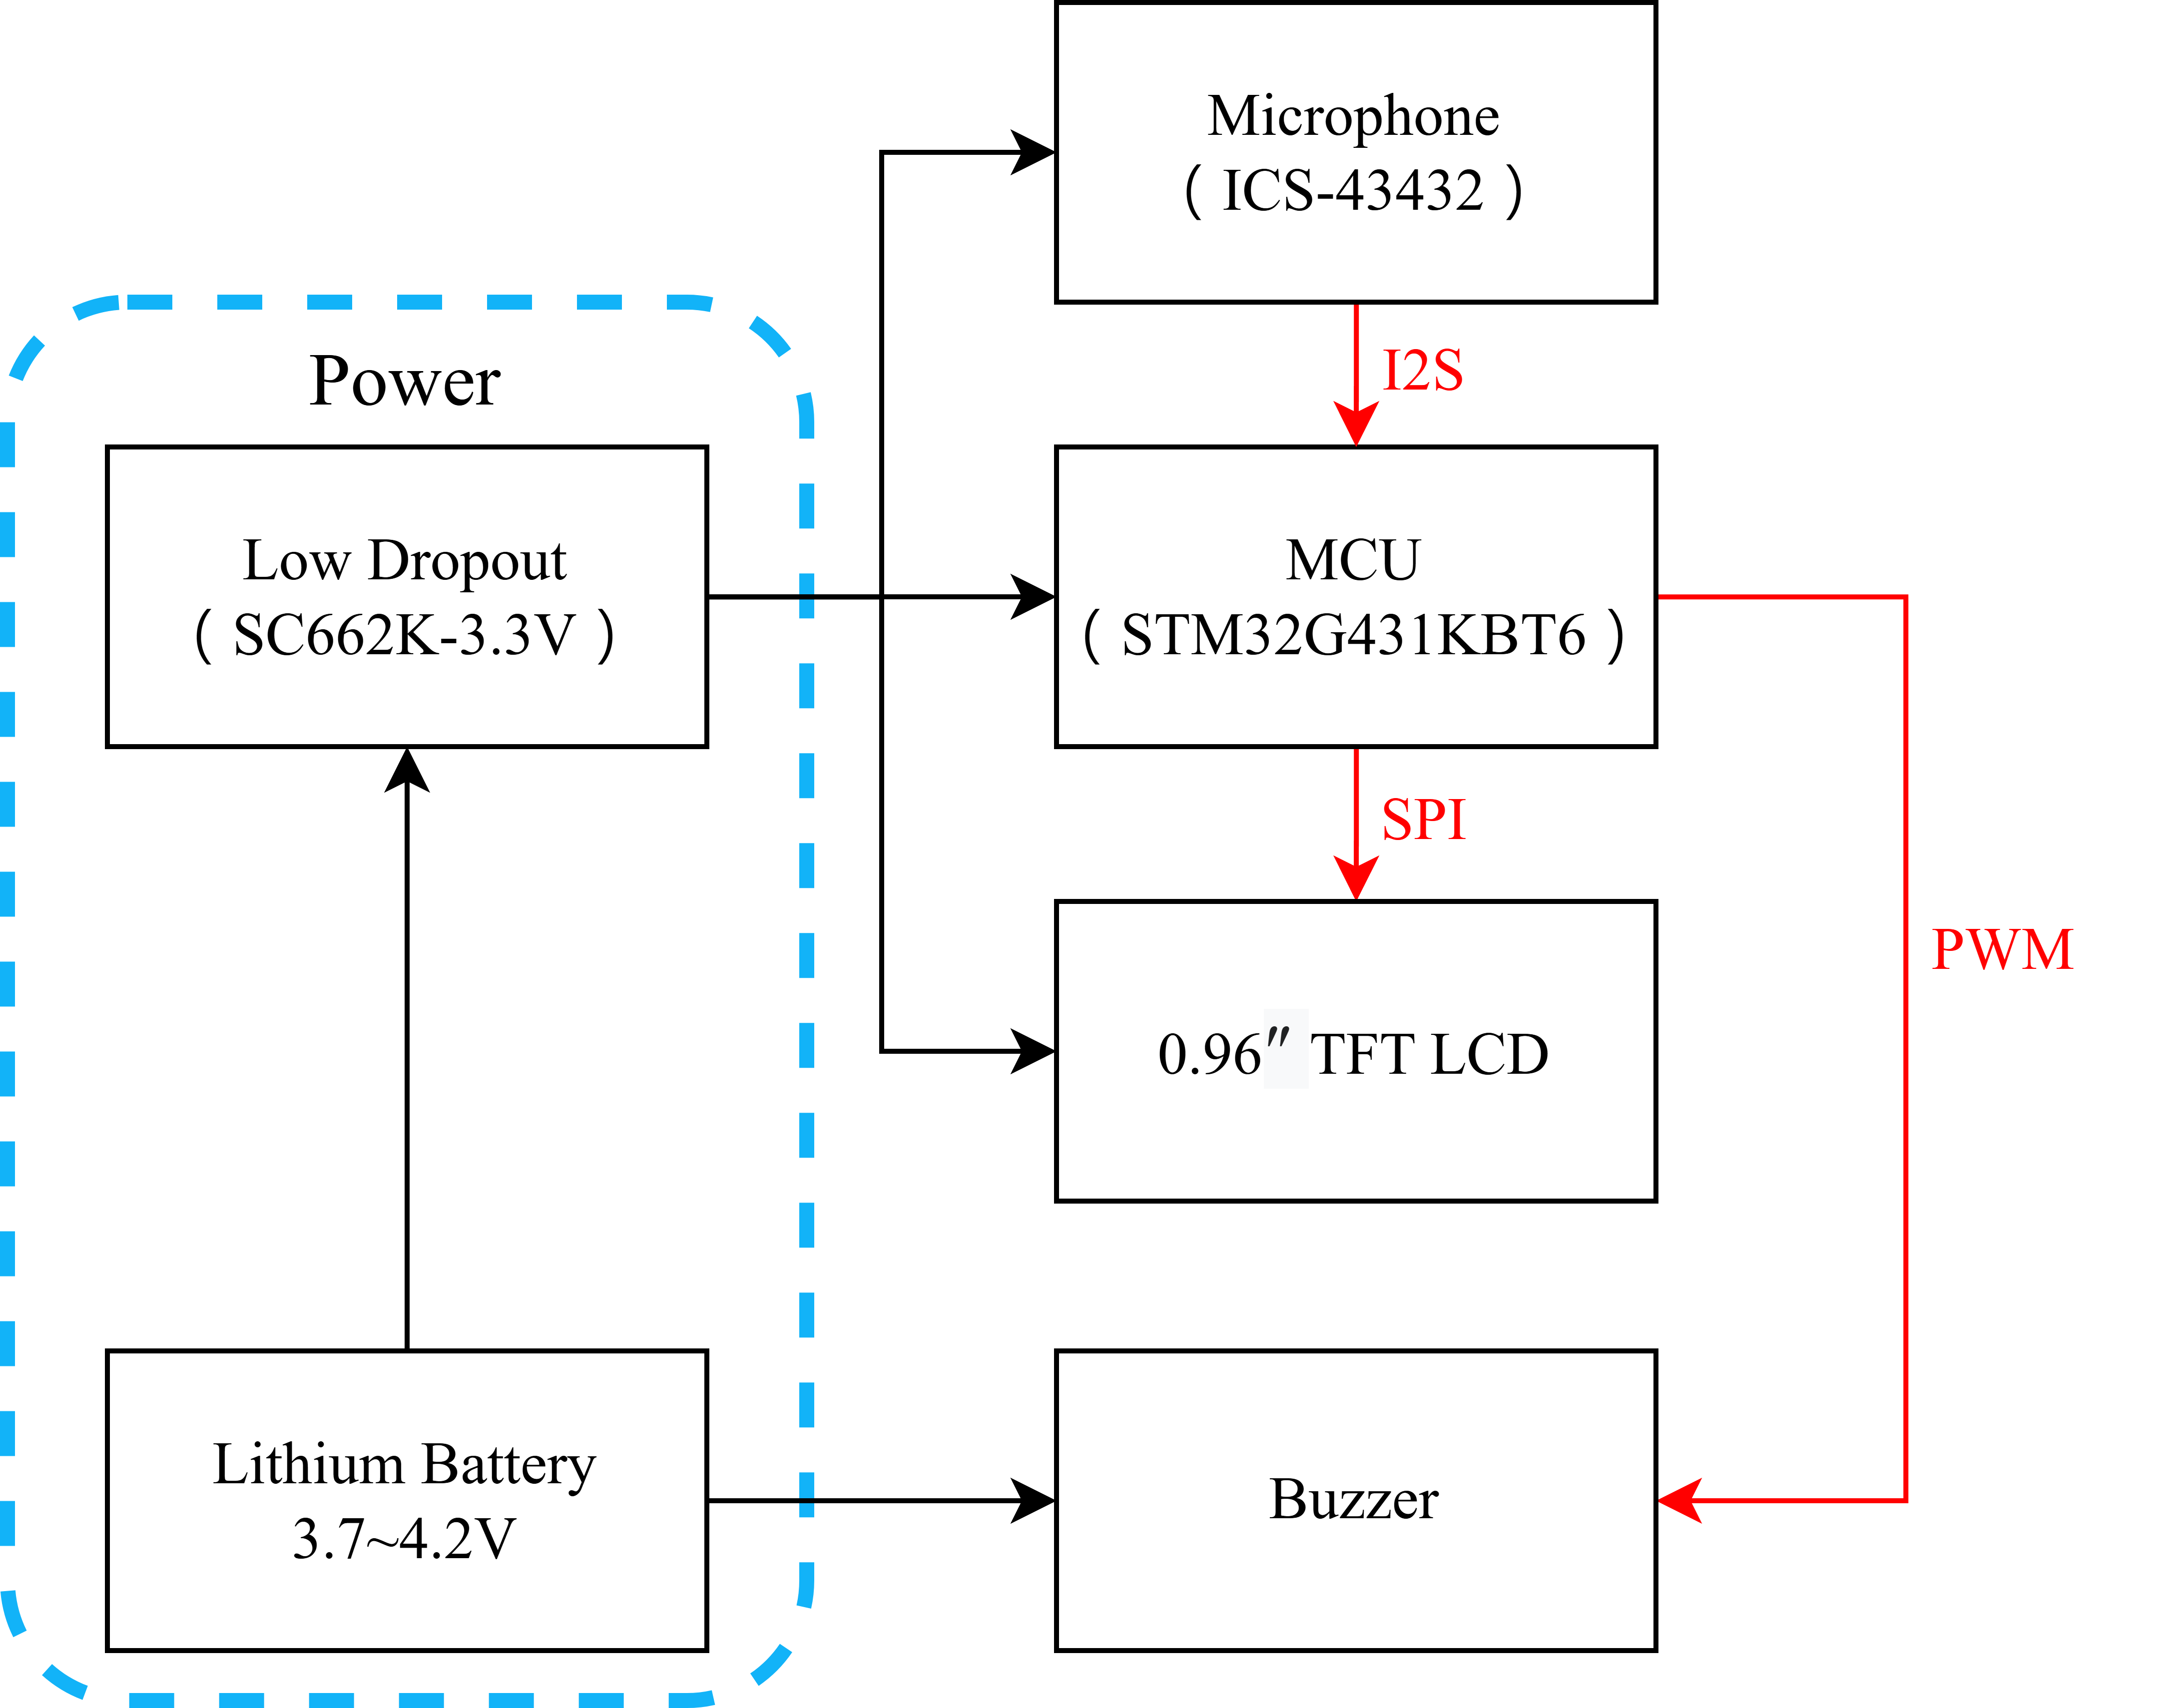 Microphone
( ICS-43432 )
I2S
Power
Low Dropout
( SC662K-3.3V )
MCU
( STM32G431KBT6 )
SPI
PWM
0.96″ TFT LCD
Lithium Battery
3.7~4.2V
Buzzer